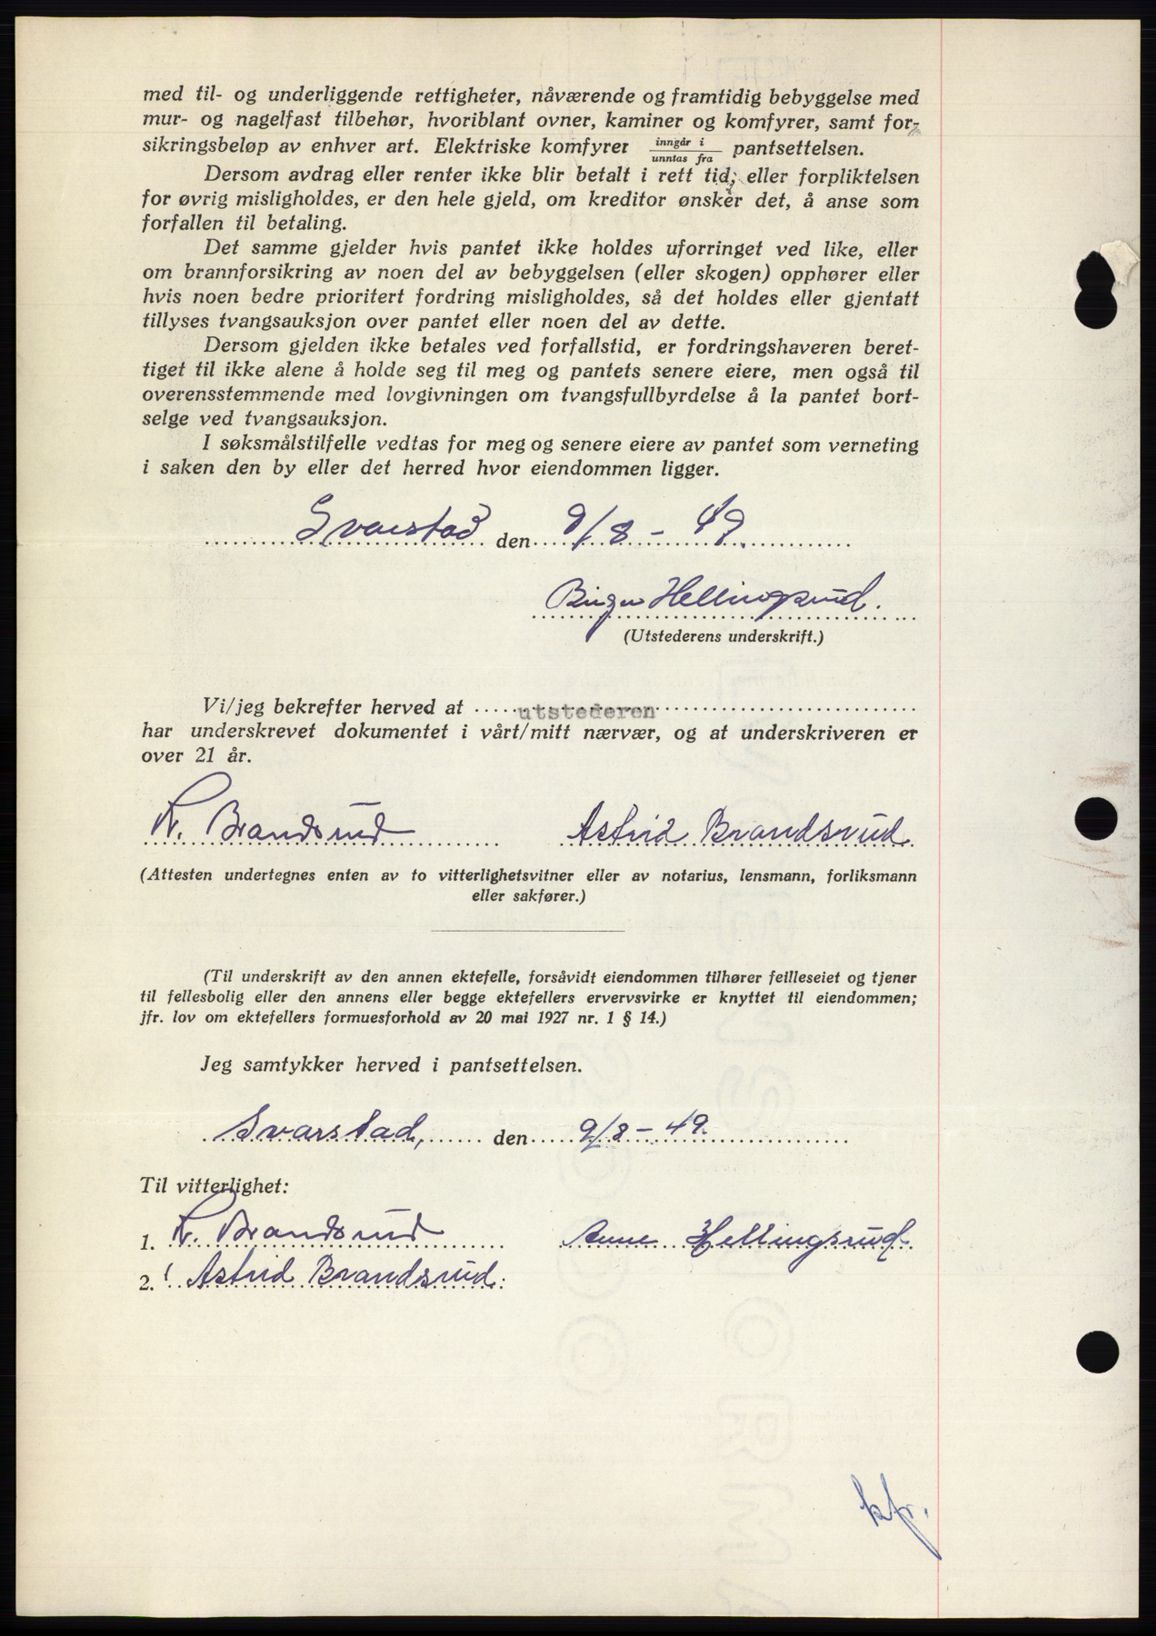 med til- og underliggende rettigheter, nåværende og framtidig bebyggelse med
mur- og nagelfast tilbehør, hvoriblant ovner, kaminer og komfyrer, samt for-
sikringsbeløp av enhver art. Elektriske komfyrer inngår i / unntas fra pantsettelsen.
Dersom avdrag eller renter ikke blir betalt i rett tid, eller forpliktelsen
for øvrig misligholdes, er den hele gjeld, om kreditor ønsker det, å anse som
forfallen til betaling.
Det samme gjelder hvis pantet ikke holdes uforringet ved like, eller
om brannforsikring av noen del av bebyggelsen (eller skogen) opphører eller
hvis noen bedre prioritert fordring misligholdes, så det holdes eller gjentatt
tillyses tvangsauksjon over pantet eller noen del av dette.
Dersom gjelden ikke betales ved forfallstid, er fordringshaveren beret-
tiget til ikke alene å holde seg til meg og pantets senere eiere, men også til
overensstemmende med lovgivningen om tvangsfullbyrdelse å la pantet bort-
selge ved tvangsauksjon.
I søksmålstilfelle vedtas for meg og senere eiere av pantet som verneting
i saken den by eller det herred hvor eiendommen ligger.
Svarstad den 9/8 - 49.
Birger Hellingsrud.
(Utstederens underskrift.)
Vi/jeg bekrefter herved at utstederen
har underskrevet dokumentet i vårt/mitt nærvær, og at underskriveren er
over 21 år.
Kr. Brandsrud Astrid Brandsrud
(Attesten undertegnes enten av to vitterlighetsvitner eller av notarius, lensmann, forliksmann
eller sakfører.)
(Til underskrift av den annen ektefelle, forsåvidt eiendommen tilhører feilleseiet og tjener
til fellesbolig eller den annens eller begge ektefellers ervervsvirke er knyttet til eiendommen;
jfr. lov om ektefellers formuesforhold av 20 mai 1927 nr. 1 § 14.)
Jeg samtykker herved i pantsettelsen.
Svarstad, den 9/8 - 49.
Til vitterlighet:
1. Kr. Brandsrud Anne Hellingsrud
2. Astrid Brandsrud
kfr.